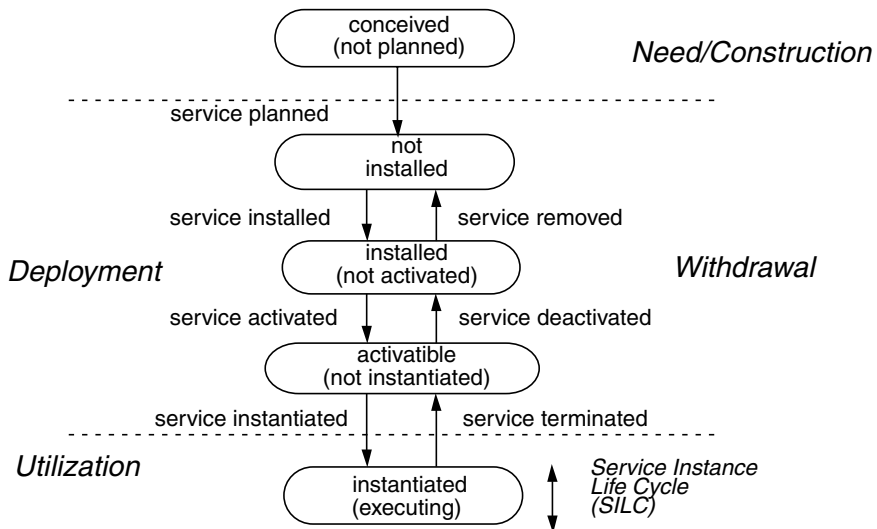 conceived
(not planned)
Need/Construction
service planned
not
installed
service installed
service removed
Deployment
installed
(not activated)
Withdrawal
service activated
service deactivated
activatible
(not instantiated)
service instantiated
service terminated
Utilization
instantiated
(executing)
Service Instance
Life Cycle
(SILC)